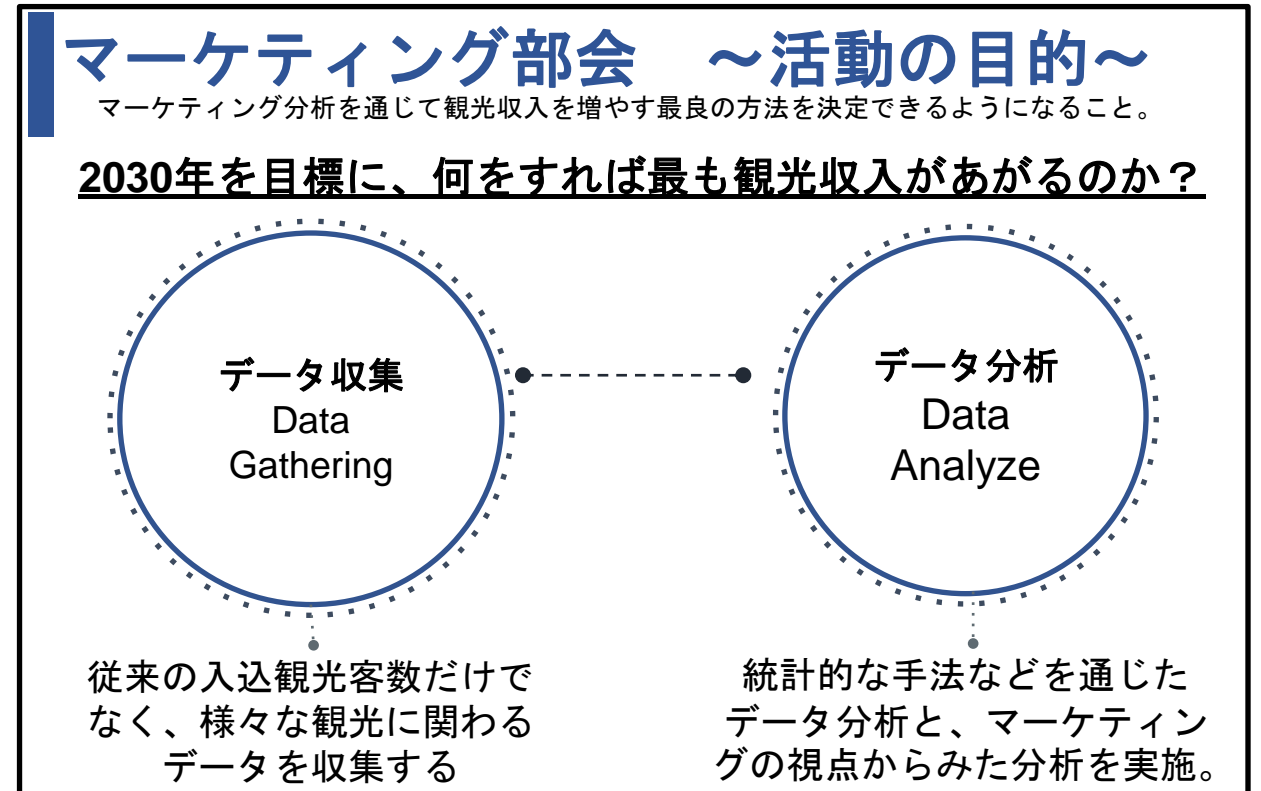 マーケティング部会　～活動の目的～
マーケティング分析を通じて観光収入を増やす最良の方法を決定できるようになること。
2030年を目標に、何をすれば最も観光収入があがるのか？
データ収集
Data
Gathering
従来の入込観光客数だけで
なく、様々な観光に関わる
データを収集する
データ分析
Data
Analyze
統計的な手法などを通じた
データ分析と、マーケティン
グの視点からみた分析を実施。